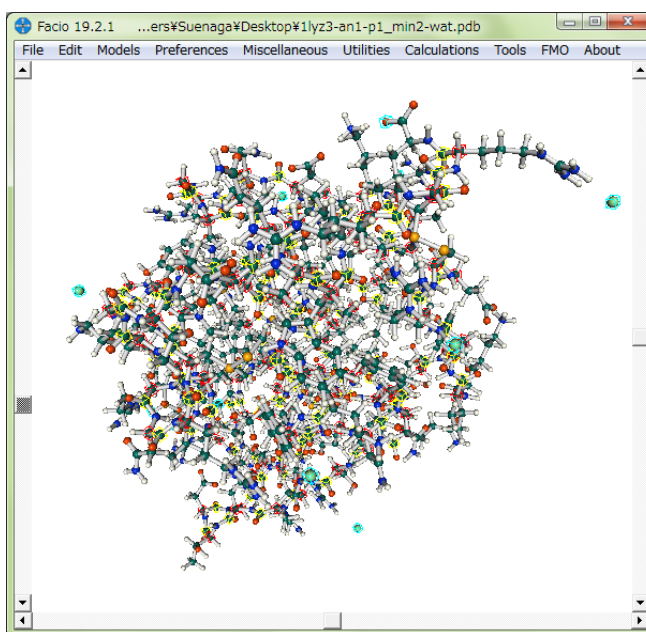 Facio 19.2.1    ...ers¥Suenaga¥Desktop¥1lyz3-an1-p1_min2-wat.pdb
File Edit Models Preferences Miscellaneous Utilities Calculations Tools FMO About